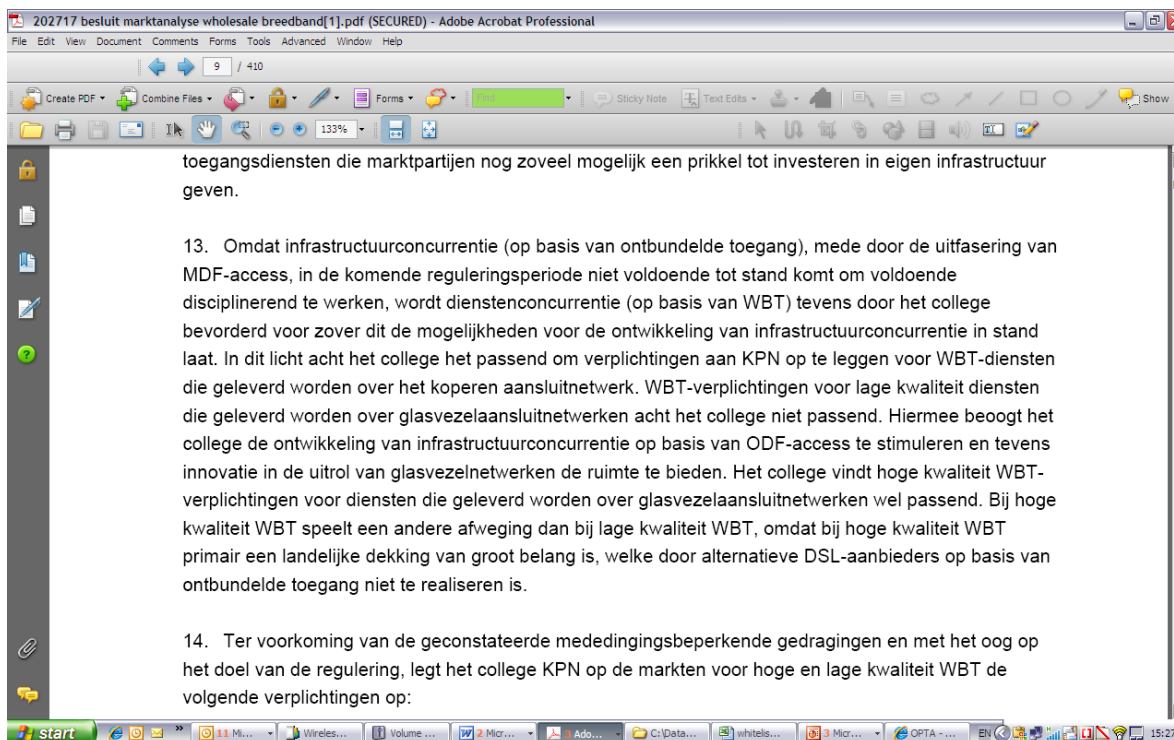 202717 besluit marktanalyse wholesale breedband[1].pdf (SECURED) - Adobe Acrobat Professional
File Edit View Document Comments Forms Tools Advanced Window Help
9 / 410
Create PDF Combine Files Forms Find Sticky Note Text Edits Show
133%
toegangsdiensten die marktpartijen nog zoveel mogelijk een prikkel tot investeren in eigen infrastructuur
geven.
13. Omdat infrastructuurconcurrentie (op basis van ontbundelde toegang), mede door de uitfasering van
MDF-access, in de komende reguleringsperiode niet voldoende tot stand komt om voldoende
disciplinerend te werken, wordt dienstenconcurrentie (op basis van WBT) tevens door het college
bevorderd voor zover dit de mogelijkheden voor de ontwikkeling van infrastructuurconcurrentie in stand
laat. In dit licht acht het college het passend om verplichtingen aan KPN op te leggen voor WBT-diensten
die geleverd worden over het koperen aansluitnetwerk. WBT-verplichtingen voor lage kwaliteit diensten
die geleverd worden over glasvezelaansluitnetwerken acht het college niet passend. Hiermee beoogt het
college de ontwikkeling van infrastructuurconcurrentie op basis van ODF-access te stimuleren en tevens
innovatie in de uitrol van glasvezelnetwerken de ruimte te bieden. Het college vindt hoge kwaliteit WBT-
verplichtingen voor diensten die geleverd worden over glasvezelaansluitnetwerken wel passend. Bij hoge
kwaliteit WBT speelt een andere afweging dan bij lage kwaliteit WBT, omdat bij hoge kwaliteit WBT
primair een landelijke dekking van groot belang is, welke door alternatieve DSL-aanbieders op basis van
ontbundelde toegang niet te realiseren is.
14. Ter voorkoming van de geconstateerde mededingingsbeperkende gedragingen en met het oog op
het doel van de regulering, legt het college KPN op de markten voor hoge en lage kwaliteit WBT de
volgende verplichtingen op:
start 11 Mi... Wireles... Volume ... 2 Micr... 3 Ado... C:\Data... whitelis... 3 Micr... OPTA - ... EN 15:2